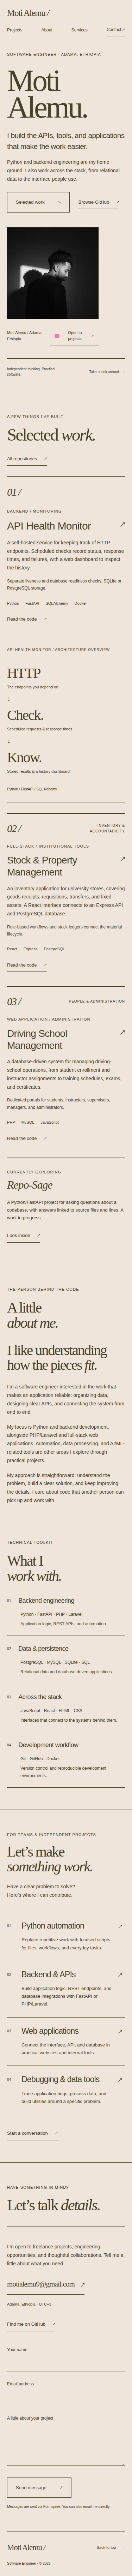 Moti Alemu /
Projects About Services Contact ↗
SOFTWARE ENGINEER · ADAMA, ETHIOPIA
Moti
Alemu.
I build the APIs, tools, and applications
that make the work easier.
Python and backend engineering are my home
ground. I also work across the stack, from relational
data to the interface people use.
Selected work ↘
Browse GitHub ↗
Moti Alemu / Adama,
Ethiopia
Open to
projects ↗
Independent thinking. Practical
software.
Take a look around ↓
A FEW THINGS I'VE BUILT
Selected work.
All repositories ↗
01 /
BACKEND / MONITORING
API Health Monitor ↗
A self-hosted service for keeping track of HTTP
endpoints. Scheduled checks record status, response
times, and failures, with a web dashboard to inspect
the history.
Separate liveness and database readiness checks; SQLite or
PostgreSQL storage.
Python FastAPI SQLAlchemy Docker
Read the code ↗
API HEALTH MONITOR / ARCHITECTURE OVERVIEW
HTTP
The endpoints you depend on
↓
Check.
Scheduled requests & response times
↓
Know.
Stored results & a history dashboard
Python / FastAPI / SQLAlchemy
02 /
INVENTORY &
ACCOUNTABILITY
FULL-STACK / INSTITUTIONAL TOOLS
Stock & Property
Management ↗
An inventory application for university stores, covering
goods receipts, requisitions, transfers, and fixed
assets. A React interface connects to an Express API
and PostgreSQL database.
Role-based workflows and stock ledgers connect the material
lifecycle.
React Express PostgreSQL
Read the code ↗
03 /
PEOPLE & ADMINISTRATION
WEB APPLICATION / ADMINISTRATION
Driving School
Management ↗
A database-driven system for managing driving-
school operations, from student enrollment and
instructor assignments to training schedules, exams,
and certificates.
Dedicated portals for students, instructors, supervisors,
managers, and administrators.
PHP MySQL JavaScript
Read the code ↗
CURRENTLY EXPLORING
Repo-Sage
A Python/FastAPI project for asking questions about a
codebase, with answers linked to source files and lines. A
work in progress.
Look inside ↗
THE PERSON BEHIND THE CODE
A little
about me.
I like understanding
how the pieces fit.
I'm a software engineer interested in the work that
makes an application reliable: organizing data,
designing clear APIs, and connecting the system from
end to end.
My focus is Python and backend development,
alongside PHP/Laravel and full-stack web
applications. Automation, data processing, and AI/ML-
related tools are other areas I explore through
practical projects.
My approach is straightforward: understand the
problem, build a clear solution, and keep improving
the details. I care about code that another person can
pick up and work with.
TECHNICAL TOOLKIT
What I
work with.
01 Backend engineering
Python · FastAPI · PHP · Laravel
Application logic, REST APIs, and automation.
02 Data & persistence
PostgreSQL · MySQL · SQLite · SQL
Relational data and database-driven applications.
03 Across the stack
JavaScript · React · HTML · CSS
Interfaces that connect to the systems behind them.
04 Development workflow
Git · GitHub · Docker
Version control and reproducible development
environments.
FOR TEAMS & INDEPENDENT PROJECTS
Let's make
something work.
Have a clear problem to solve?
Here's where I can contribute.
01 Python automation ↗
Replace repetitive work with focused scripts
for files, workflows, and everyday tasks.
02 Backend & APIs ↗
Build application logic, REST endpoints, and
database integrations with FastAPI or
PHP/Laravel.
03 Web applications ↗
Connect the interface, API, and database in
practical websites and internal tools.
04 Debugging & data tools ↗
Trace application bugs, process data, and
build utilities around a specific problem.
Start a conversation ↗
HAVE SOMETHING IN MIND?
Let's talk details.
I'm open to freelance projects, engineering
opportunities, and thoughtful collaborations. Tell me a
little about what you need.
motialemu9@gmail.com ↗
Adama, Ethiopia · UTC+3
Find me on GitHub ↗
Your name
Email address
A little about your project
Send message ↗
Messages are sent via Formspree. You can also email me directly.
Moti Alemu /
Back to top ↑
Software Engineer · © 2026